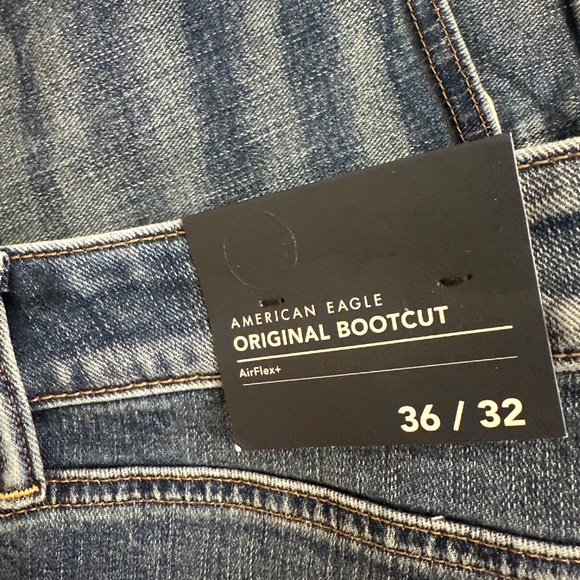 AMERICAN EAGLE
ORIGINAL BOOTCUT
AirFlex+
36 / 32